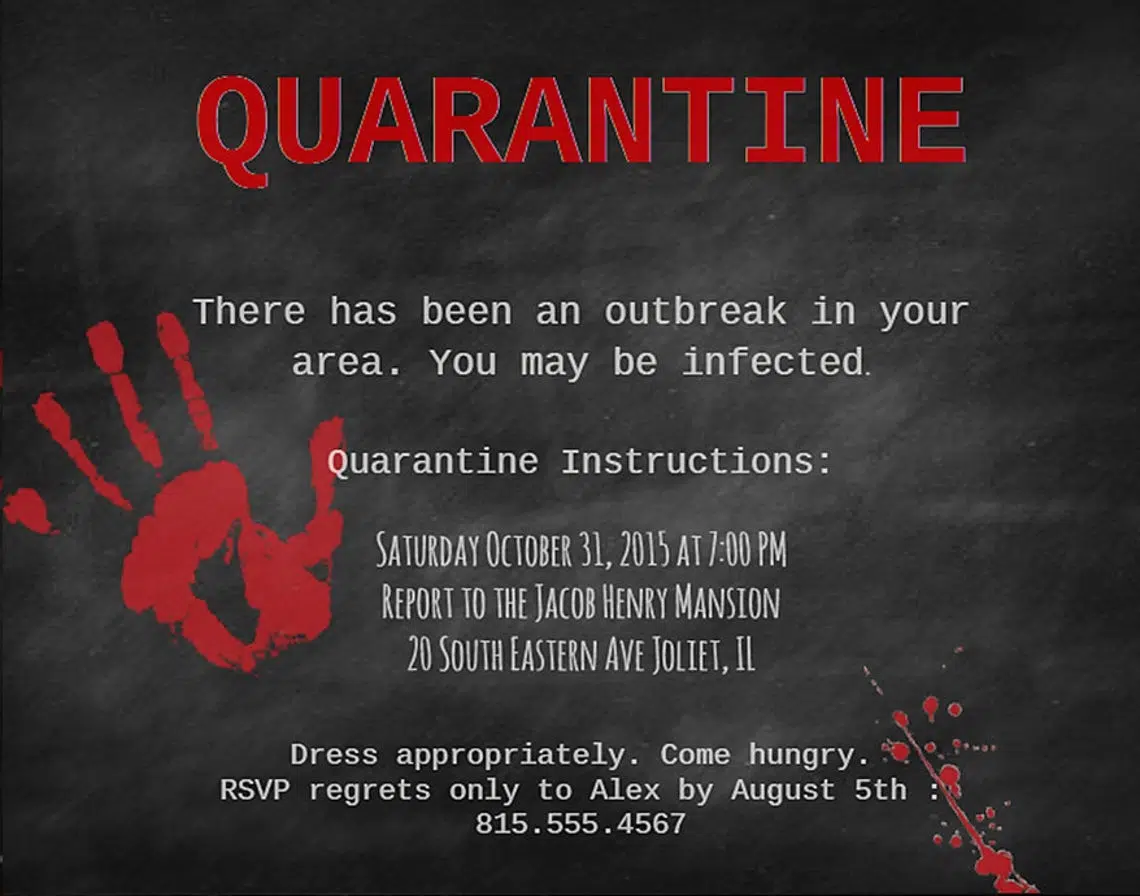 QUARANTINE
There has been an outbreak in your
area. You may be infected.
Quarantine Instructions:
Saturday October 31, 2015 at 7:00 PM
Report to the Jacob Henry Mansion
20 South Eastern Ave Joliet, IL
Dress appropriately. Come hungry.
RSVP regrets only to Alex by August 5th :
815.555.4567